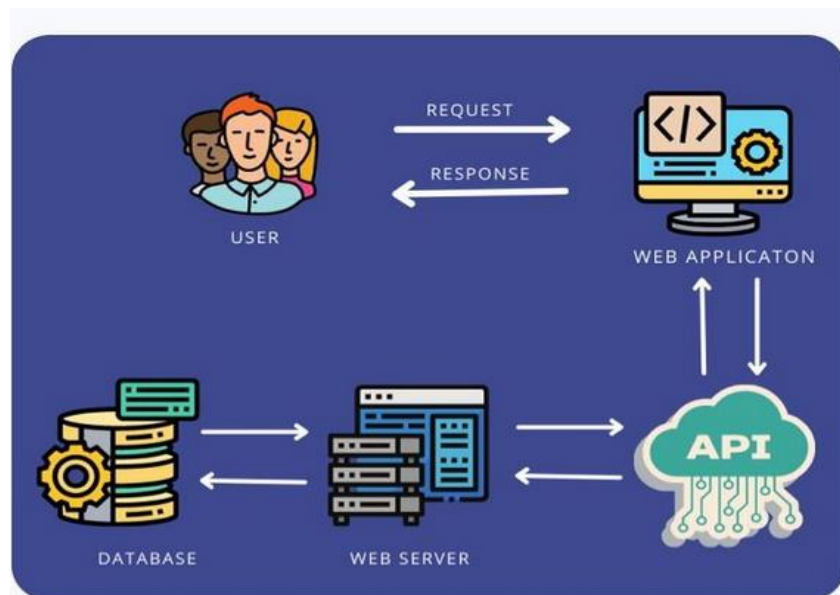 REQUEST
</>
RESPONSE
USER
WEB APPLICATON
API
DATABASE
WEB SERVER